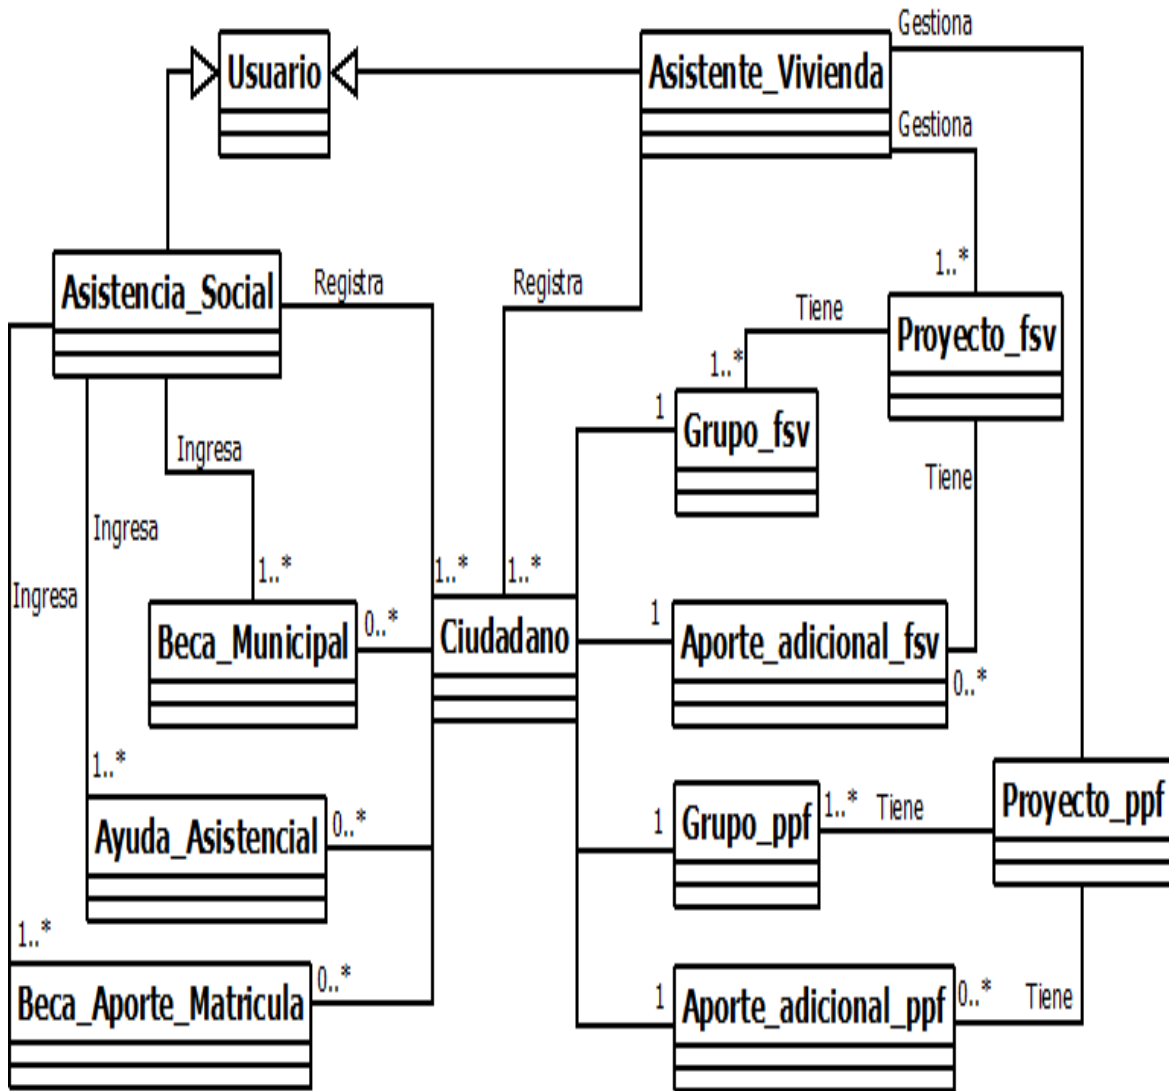 Gestiona
Usuario
Asistente_Vivienda
Gestiona
1..*
Asistencia_Social
Registra
Registra
Tiene
Proyecto_fsv
1..*
1
Grupo_fsv
Ingresa
Tiene
Ingresa
1..*
1..*
1..*
Ingresa
Beca_Municipal
0..*
Ciudadano
1
Aporte_adicional_fsv
0..*
1..*
Ayuda_Asistencial
0..*
1
Grupo_ppf
1..*
Tiene
Proyecto_ppf
1..*
Beca_Aporte_Matricula
0..*
1
Aporte_adicional_ppf
0..*
Tiene